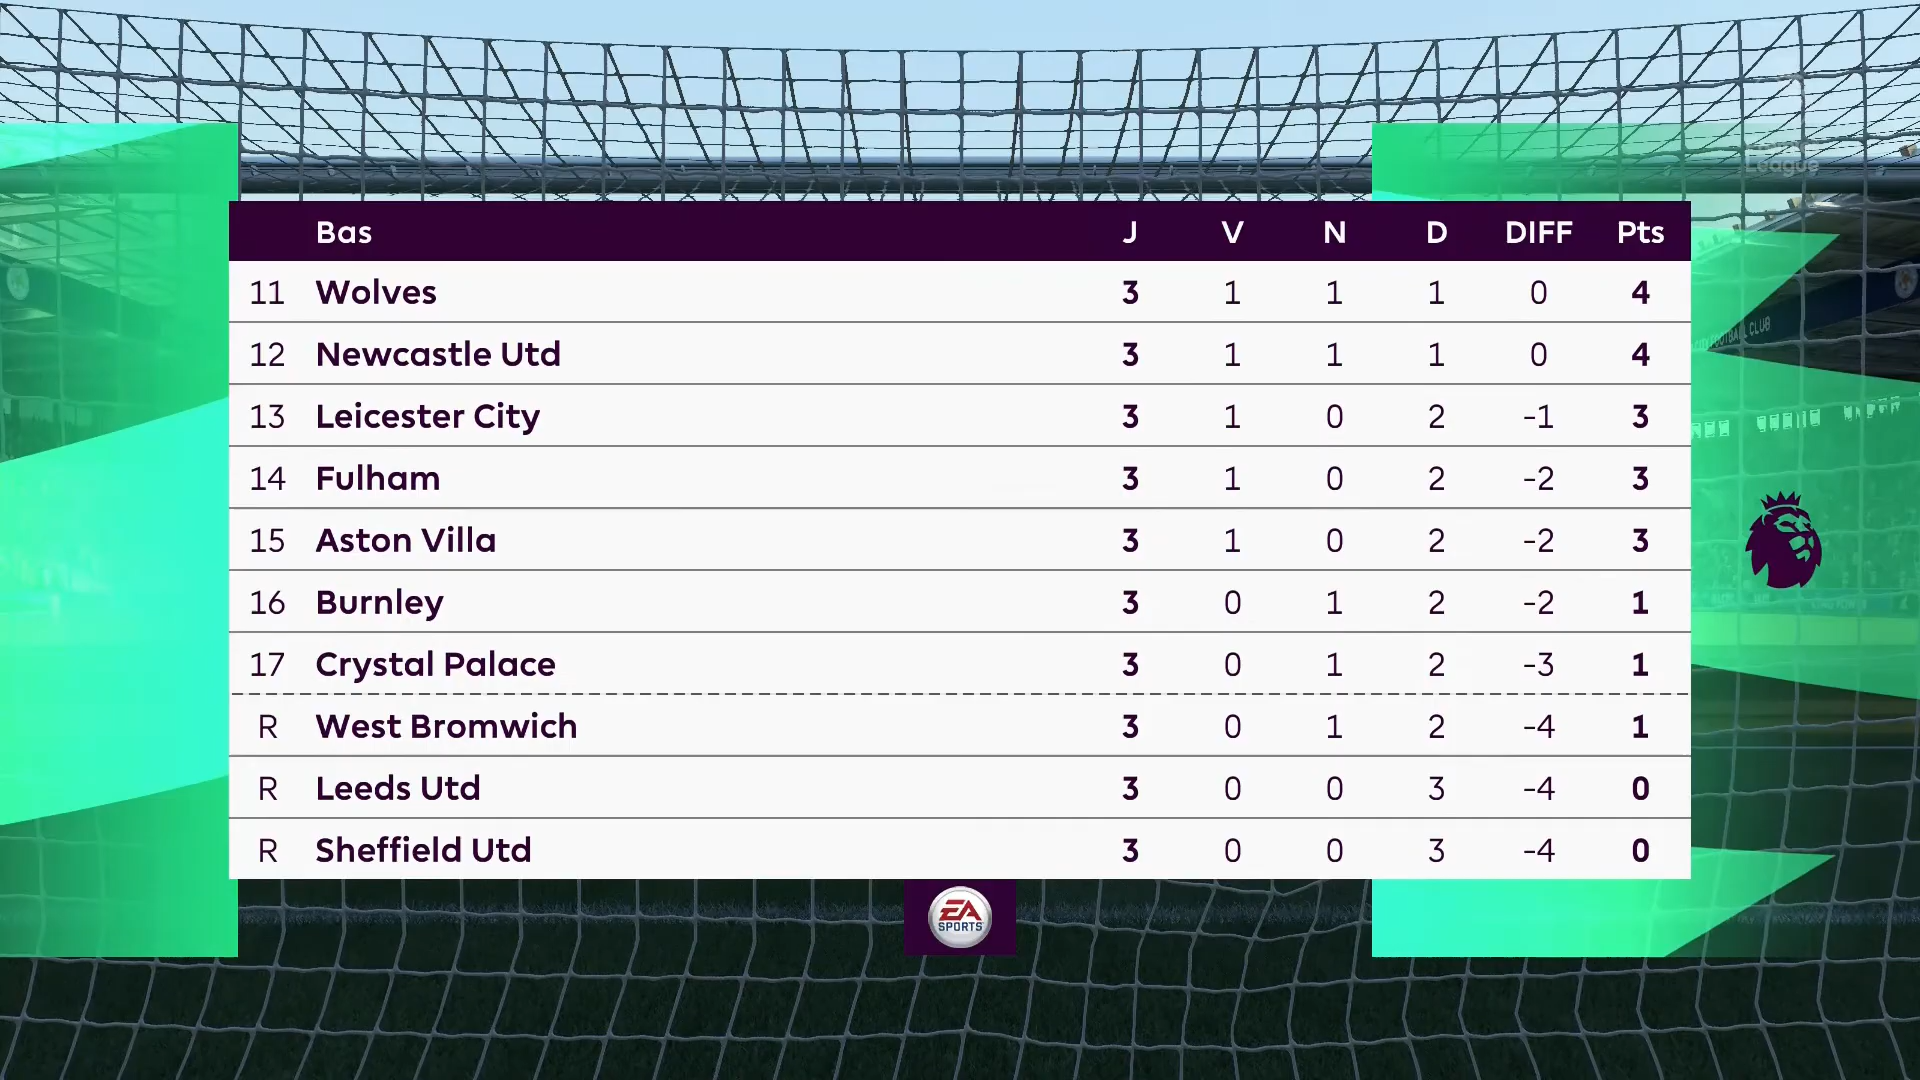 League
Bas J V N D DIFF Pts
11 Wolves 3 1 1 1 0 4
12 Newcastle Utd 3 1 1 1 0 4
13 Leicester City 3 1 0 2 -1 3
14 Fulham 3 1 0 2 -2 3
15 Aston Villa 3 1 0 2 -2 3
16 Burnley 3 0 1 2 -2 1
17 Crystal Palace 3 0 1 2 -3 1
R West Bromwich 3 0 1 2 -4 1
R Leeds Utd 3 0 0 3 -4 0
R Sheffield Utd 3 0 0 3 -4 0
FOOTBALL CLUB
EA
SPORTS